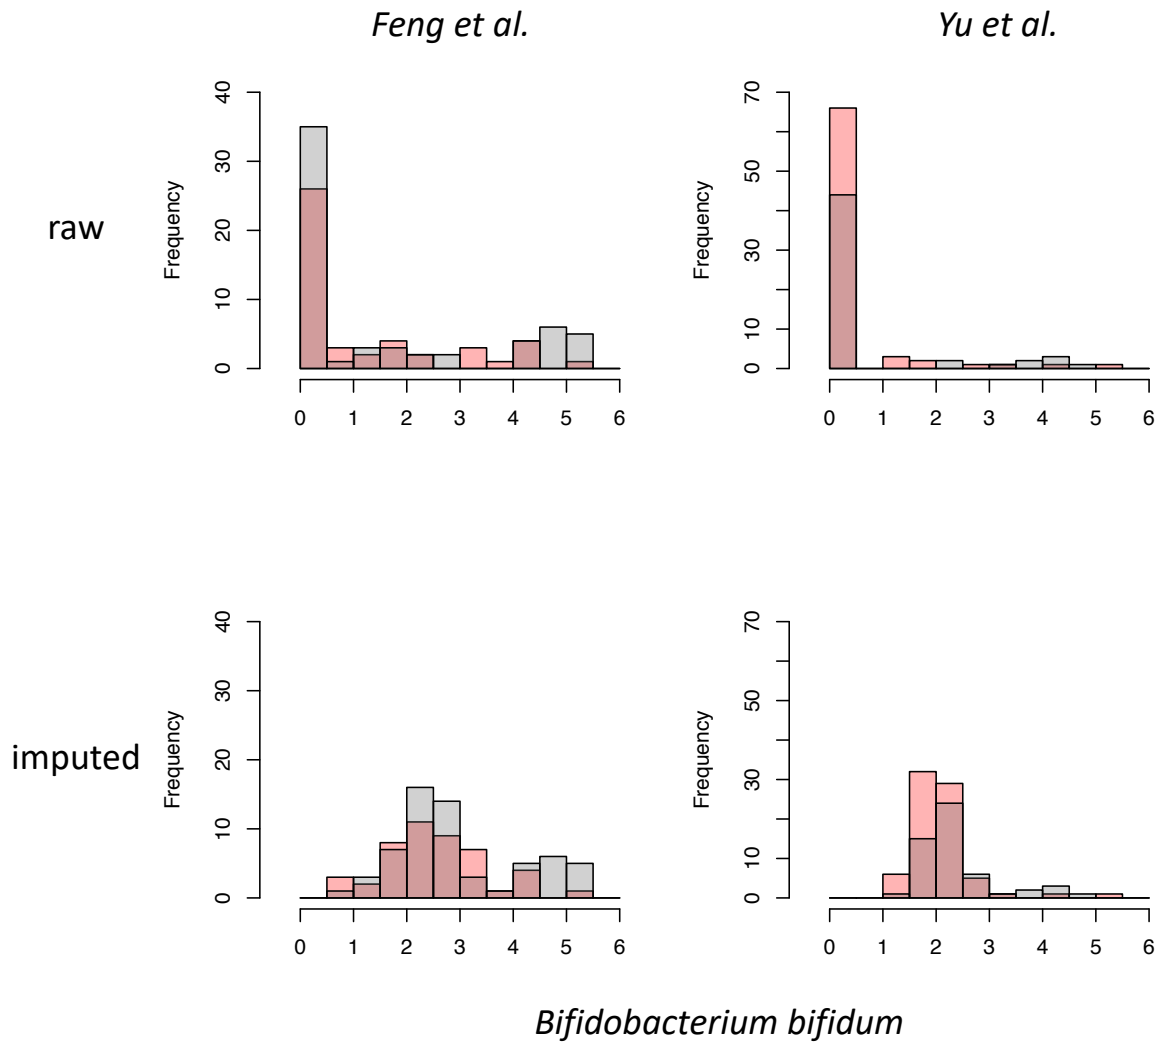 Feng et al.
Yu et al.
raw
Frequency
0 10 20 30 40
0 1 2 3 4 5 6
Frequency
0 10 30 50 70
0 1 2 3 4 5 6
imputed
Frequency
0 10 20 30 40
0 1 2 3 4 5 6
Frequency
0 10 30 50 70
0 1 2 3 4 5 6
Bifidobacterium bifidum